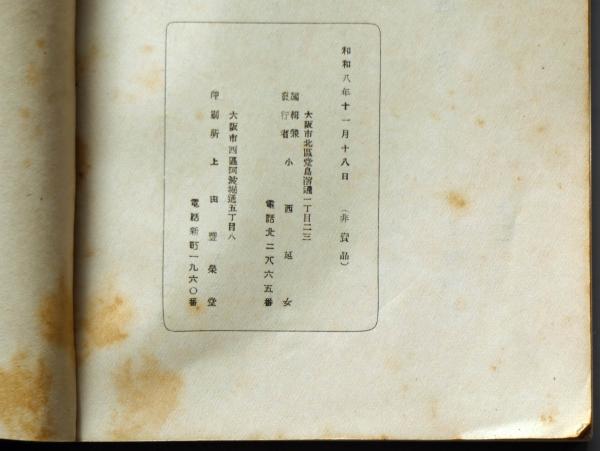 昭和八年十一月十八日 (非賣品)
大阪市北區堂島濱通一丁目二三
編輯兼發行者 小西延女
電話北二八六五番
大阪市西區阿波堀通五丁目八
印刷所 上田豐榮堂
電話新町一九六〇番